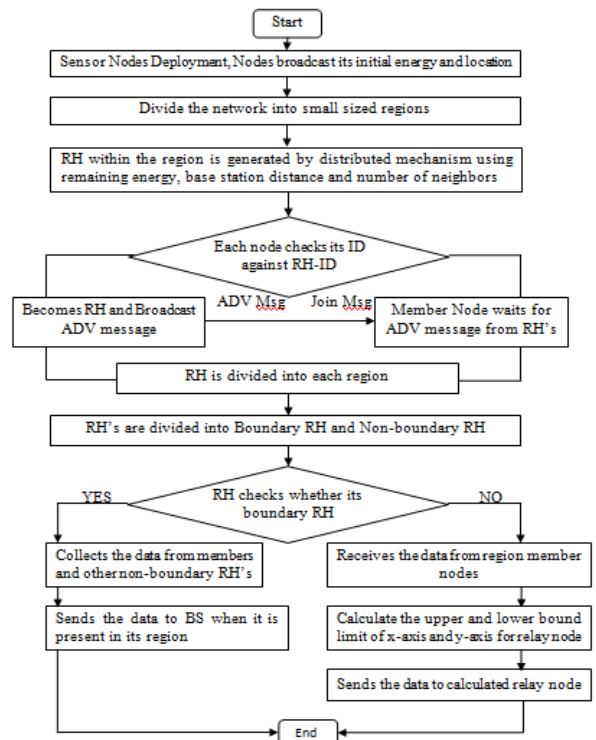 Start
Sensor Nodes Deployment, Nodes broadcast its initial energy and location
Divide the network into small sized regions
RH within the region is generated by distributed mechanism using
remaining energy, base station distance and number of neighbors
Each node checks its ID
against RH-ID
ADV Msg Join Msg
Becomes RH and Broadcast
ADV message
Member Node waits for
ADV message from RH's
RH is divided into each region
RH's are divided into Boundary RH and Non-boundary RH
RH checks whether its
boundary RH
YES
NO
Collects the data from members
and other non-boundary RH's
Receives the data from region member
nodes
Sends the data to BS when it is
present in its region
Calculate the upper and lower bound
limit of x-axis and y-axis for relay node
Sends the data to calculated relay node
End